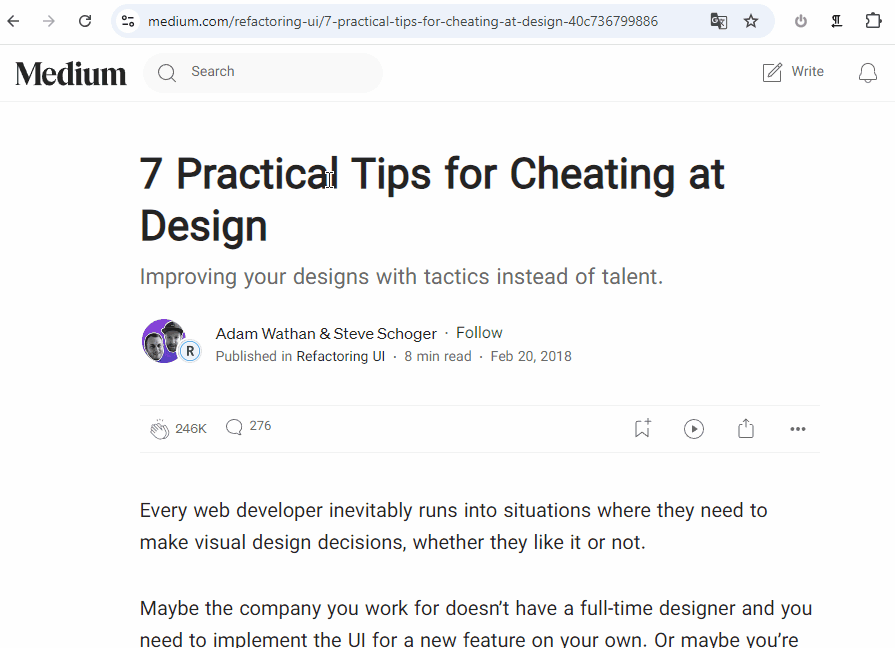 medium.com/refactoring-ui/7-practical-tips-for-cheating-at-design-40c736799886
Medium
Search
Write
7 Practical Tips for Cheating at
Design
Improving your designs with tactics instead of talent.
Adam Wathan & Steve Schoger · Follow
R
Published in Refactoring UI · 8 min read · Feb 20, 2018
246K 276
Every web developer inevitably runs into situations where they need to
make visual design decisions, whether they like it or not.
Maybe the company you work for doesn’t have a full-time designer and you
need to implement the UI for a new feature on your own. Or maybe you’re